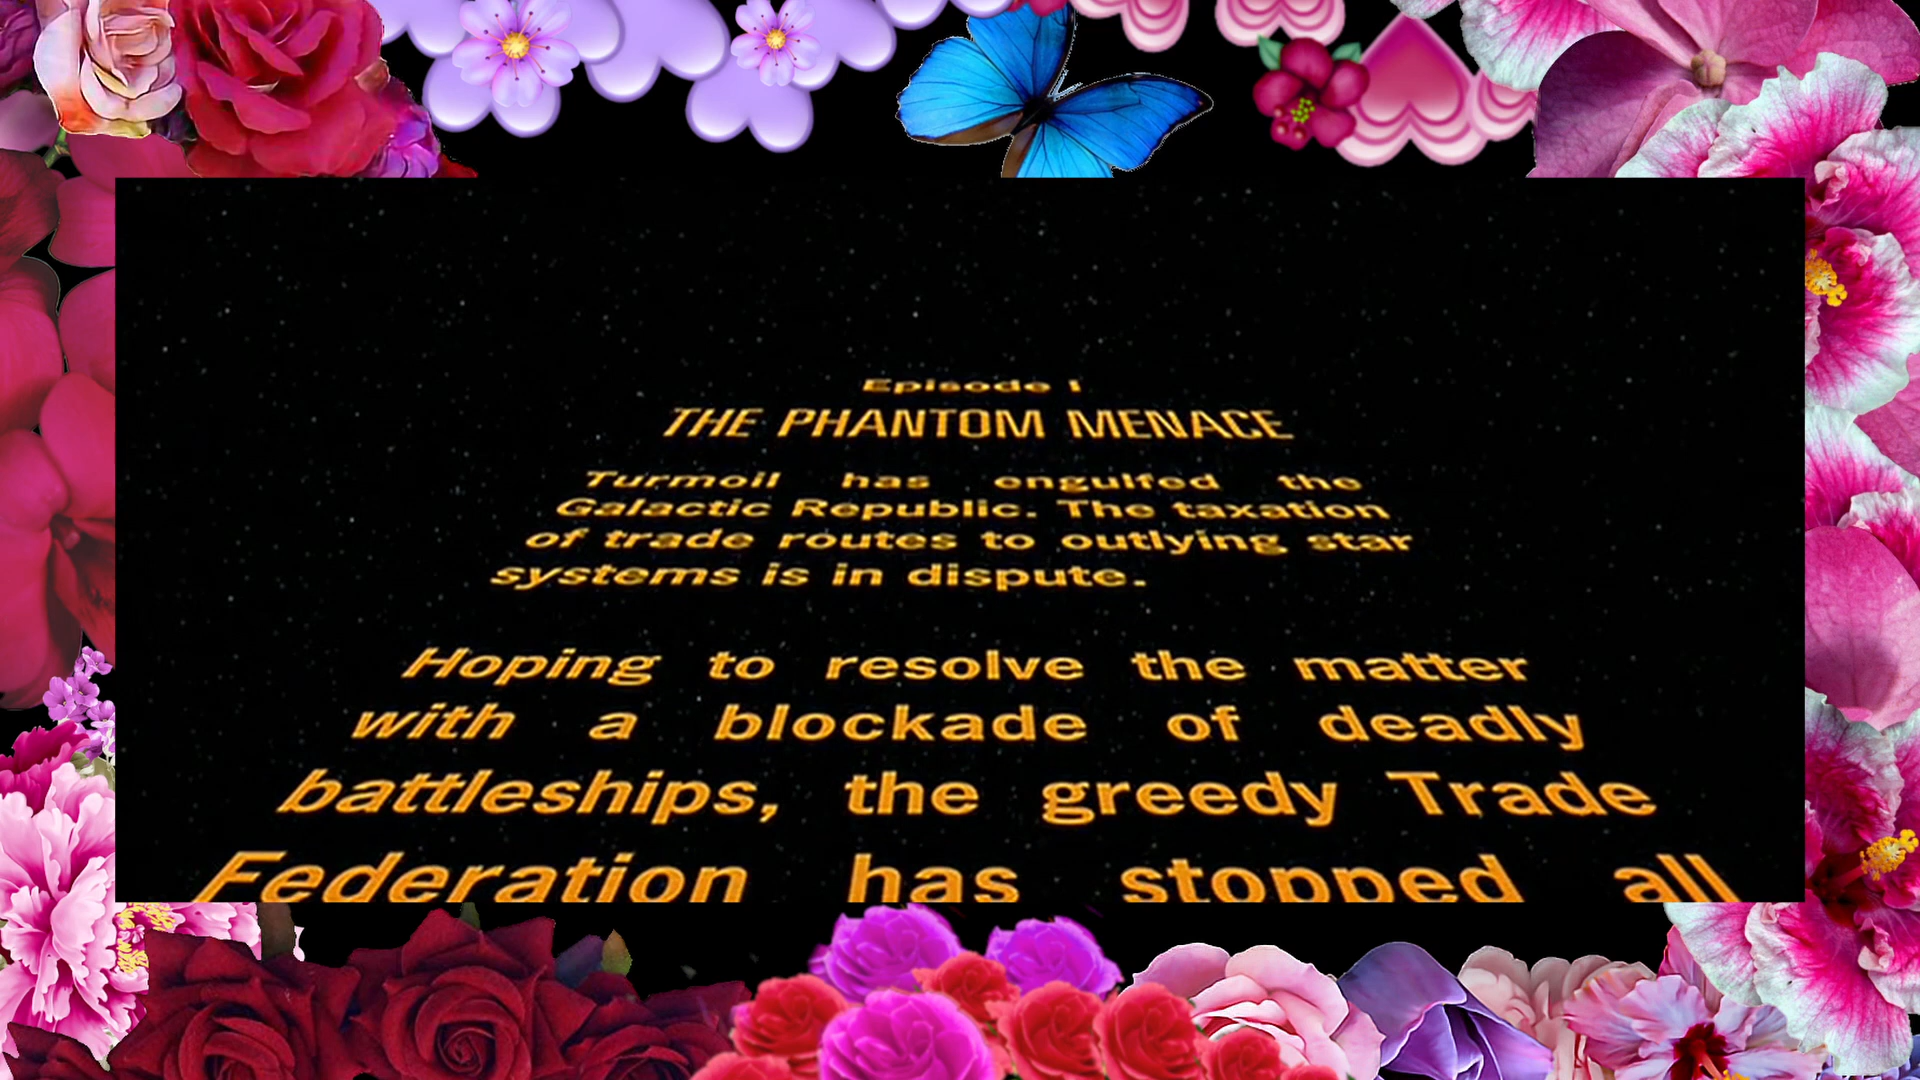 Episode I
THE PHANTOM MENACE
Turmoil has engulfed the
Galactic Republic. The taxation
of trade routes to outlying star
systems is in dispute.
Hoping to resolve the matter
with a blockade of deadly
battleships, the greedy Trade
Federation has stopped all